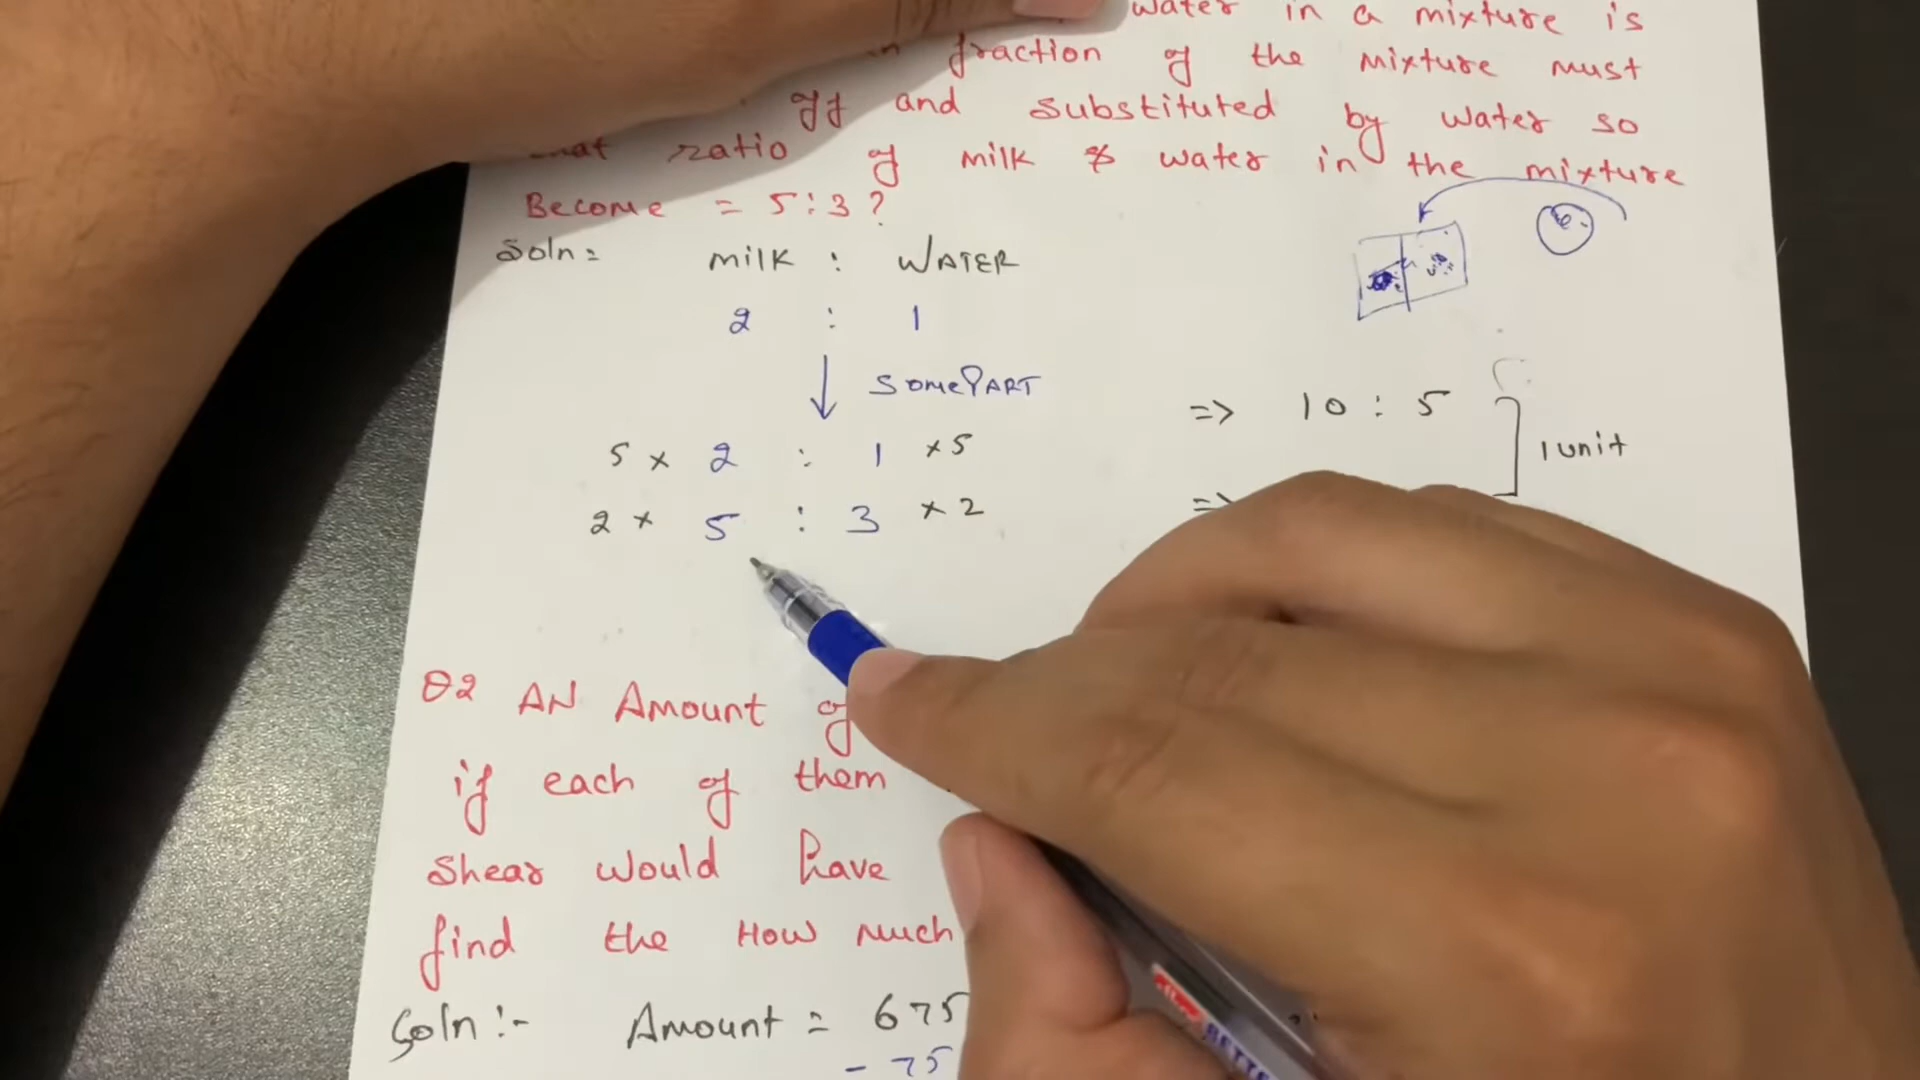 water in a mixture is
fraction of the mixture must
off and substituted by water so
ratio of milk & water in the mixture
Become = 5:3?
Soln= milk : WATER
2 : 1
↓ SOMEPART
5 × 2 : 1 ×5 => 10 : 5
1 unit
2 × 5 : 3 ×2 =>
Q2 AN Amount of
if each of them
shear would have
find the How much
Soln :- Amount = 675
- 75